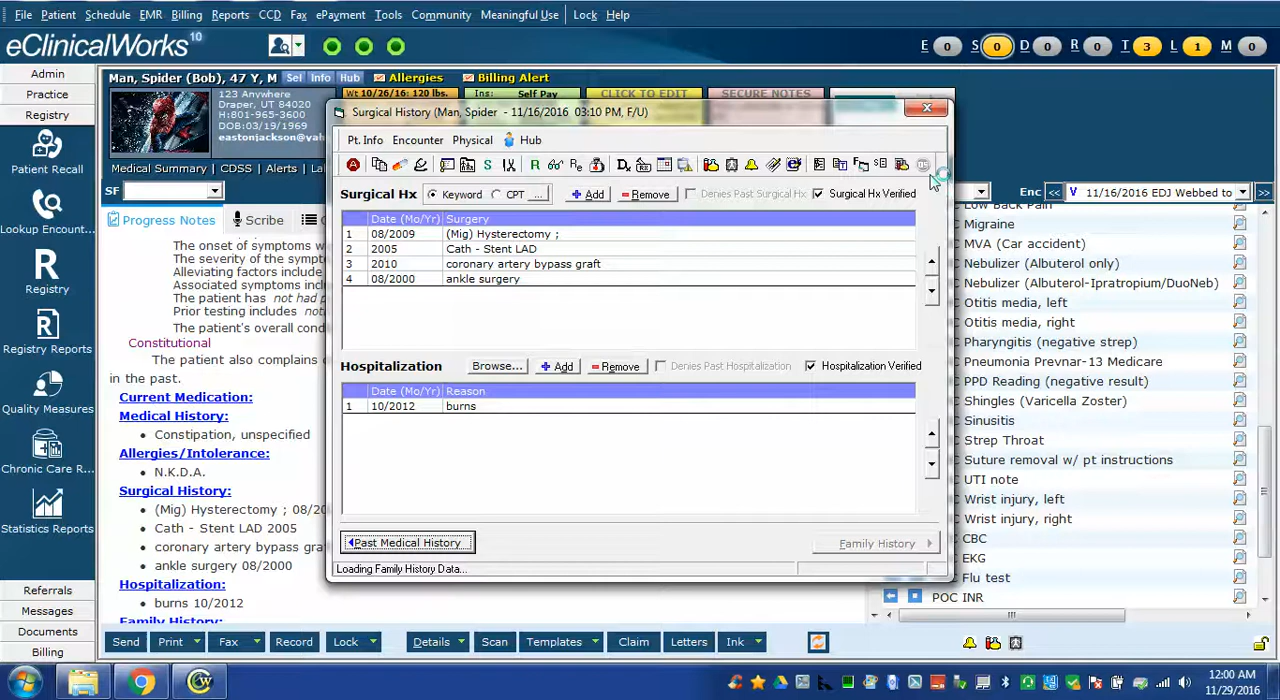 File Patient Schedule EMR Billing Reports CCD Fax ePayment Tools Community Meaningful Use Lock Help
eClinicalWorks 10
E 0 S 0 D 0 R 0 T 3 L 1 M 0
Admin
Practice
Registry
Patient Recall
Lookup Encount...
Registry
Registry Reports
Quality Measures
Chronic Care R...
Statistics Reports
Referrals
Messages
Documents
Billing
Man, Spider (Bob), 47 Y, M Sel Info Hub Allergies Billing Alert
123 Anywhere
Draper, UT 84020
H:801-965-3600
DOB:03/19/1969
eastonjackson@yah
Wt 10/26/16: 120 lbs.
Ins: Self Pay
CLICK TO EDIT
SECURE NOTES
Medical Summary | CDSS | Alerts | La
SF
Enc << V 11/16/2016 EDJ Webbed to >>
Progress Notes Scribe
The onset of symptoms w
The severity of the sympt
Alleviating factors include
Associated symptoms inclu
The patient has not had p
Prior testing includes not
The patient's overall cond
Constitutional
The patient also complains o
in the past.
Current Medication:
Medical History:
• Constipation, unspecified
Allergies/Intolerance:
• N.K.D.A.
Surgical History:
• (Mig) Hysterectomy ; 08/20
• Cath - Stent LAD 2005
• coronary artery bypass graf
• ankle surgery 08/2000
Hospitalization:
• burns 10/2012
Family History:
Surgical History (Man, Spider - 11/16/2016 03:10 PM, F/U)
Pt. Info Encounter Physical Hub
Surgical Hx Keyword CPT ... Add Remove Denies Past Surgical Hx Surgical Hx Verified
Date (Mo/Yr) Surgery
1 08/2009 (Mig) Hysterectomy ;
2 2005 Cath - Stent LAD
3 2010 coronary artery bypass graft
4 08/2000 ankle surgery
Hospitalization Browse... Add Remove Denies Past Hospitalization Hospitalization Verified
Date (Mo/Yr) Reason
1 10/2012 burns
Past Medical History Family History
Loading Family History Data...
Low Back Pain
Migraine
MVA (Car accident)
Nebulizer (Albuterol only)
Nebulizer (Albuterol-Ipratropium/DuoNeb)
Otitis media, left
Otitis media, right
Pharyngitis (negative strep)
Pneumonia Prevnar-13 Medicare
PPD Reading (negative result)
Shingles (Varicella Zoster)
Sinusitis
Strep Throat
Suture removal w/ pt instructions
UTI note
Wrist injury, left
Wrist injury, right
C CBC
C EKG
C Flu test
POC INR
Send Print Fax Record Lock Details Scan Templates Claim Letters Ink
12:00 AM
11/29/2016